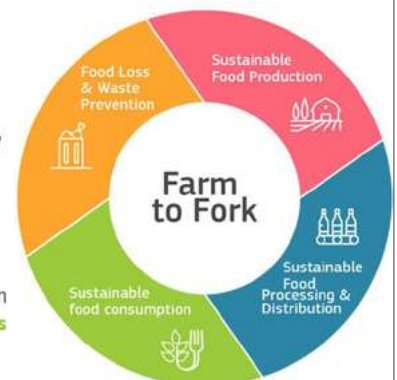 Food Loss
& Waste
Prevention
Sustainable
Food Production
Farm
to Fork
Sustainable
Food
Processing &
Distribution
Sustainable
food consumption